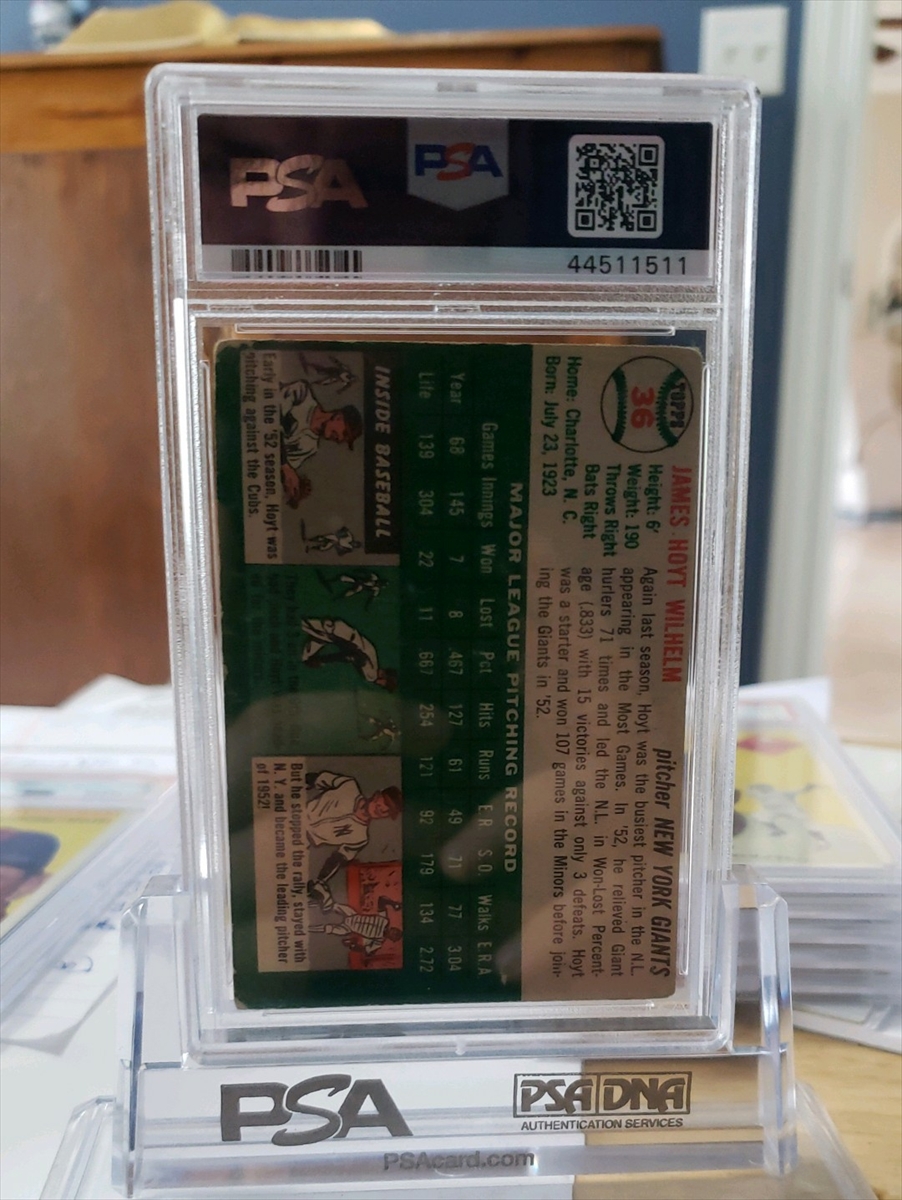 PSA
PSA
44511511
TOPPS
36
JAMES HOYT WILHELM
pitcher NEW YORK GIANTS
Height: 6'
Weight: 190
Throws Right
Bats Right
Home: Charlotte, N. C.
Born: July 23, 1923
Again last season, Hoyt was the busiest pitcher in the N.L.
appearing in the Most Games. In '52, he relieved Giant
hurlers 71 times and led the N.L. in Won-Lost Percent-
age (.833) with 15 victories against only 3 defeats. Hoyt
was a starter and won 107 games in the Minors before join-
ing the Giants in '52.
MAJOR LEAGUE PITCHING RECORD
Games Innings Won Lost Pct Hits Runs E.R. S.O. Walks E.R.A.
Year 68 145 7 8 .467 127 61 49 71 77 3.04
Life 139 304 22 11 .667 254 121 92 179 134 2.72
INSIDE BASEBALL
Early in the '52 season, Hoyt was
pitching against the Cubs.
But he stopped the rally, stayed with
N. Y. and became the leading pitcher
of 1952!
PSA
PSA DNA
AUTHENTICATION SERVICES
PSAcard.com